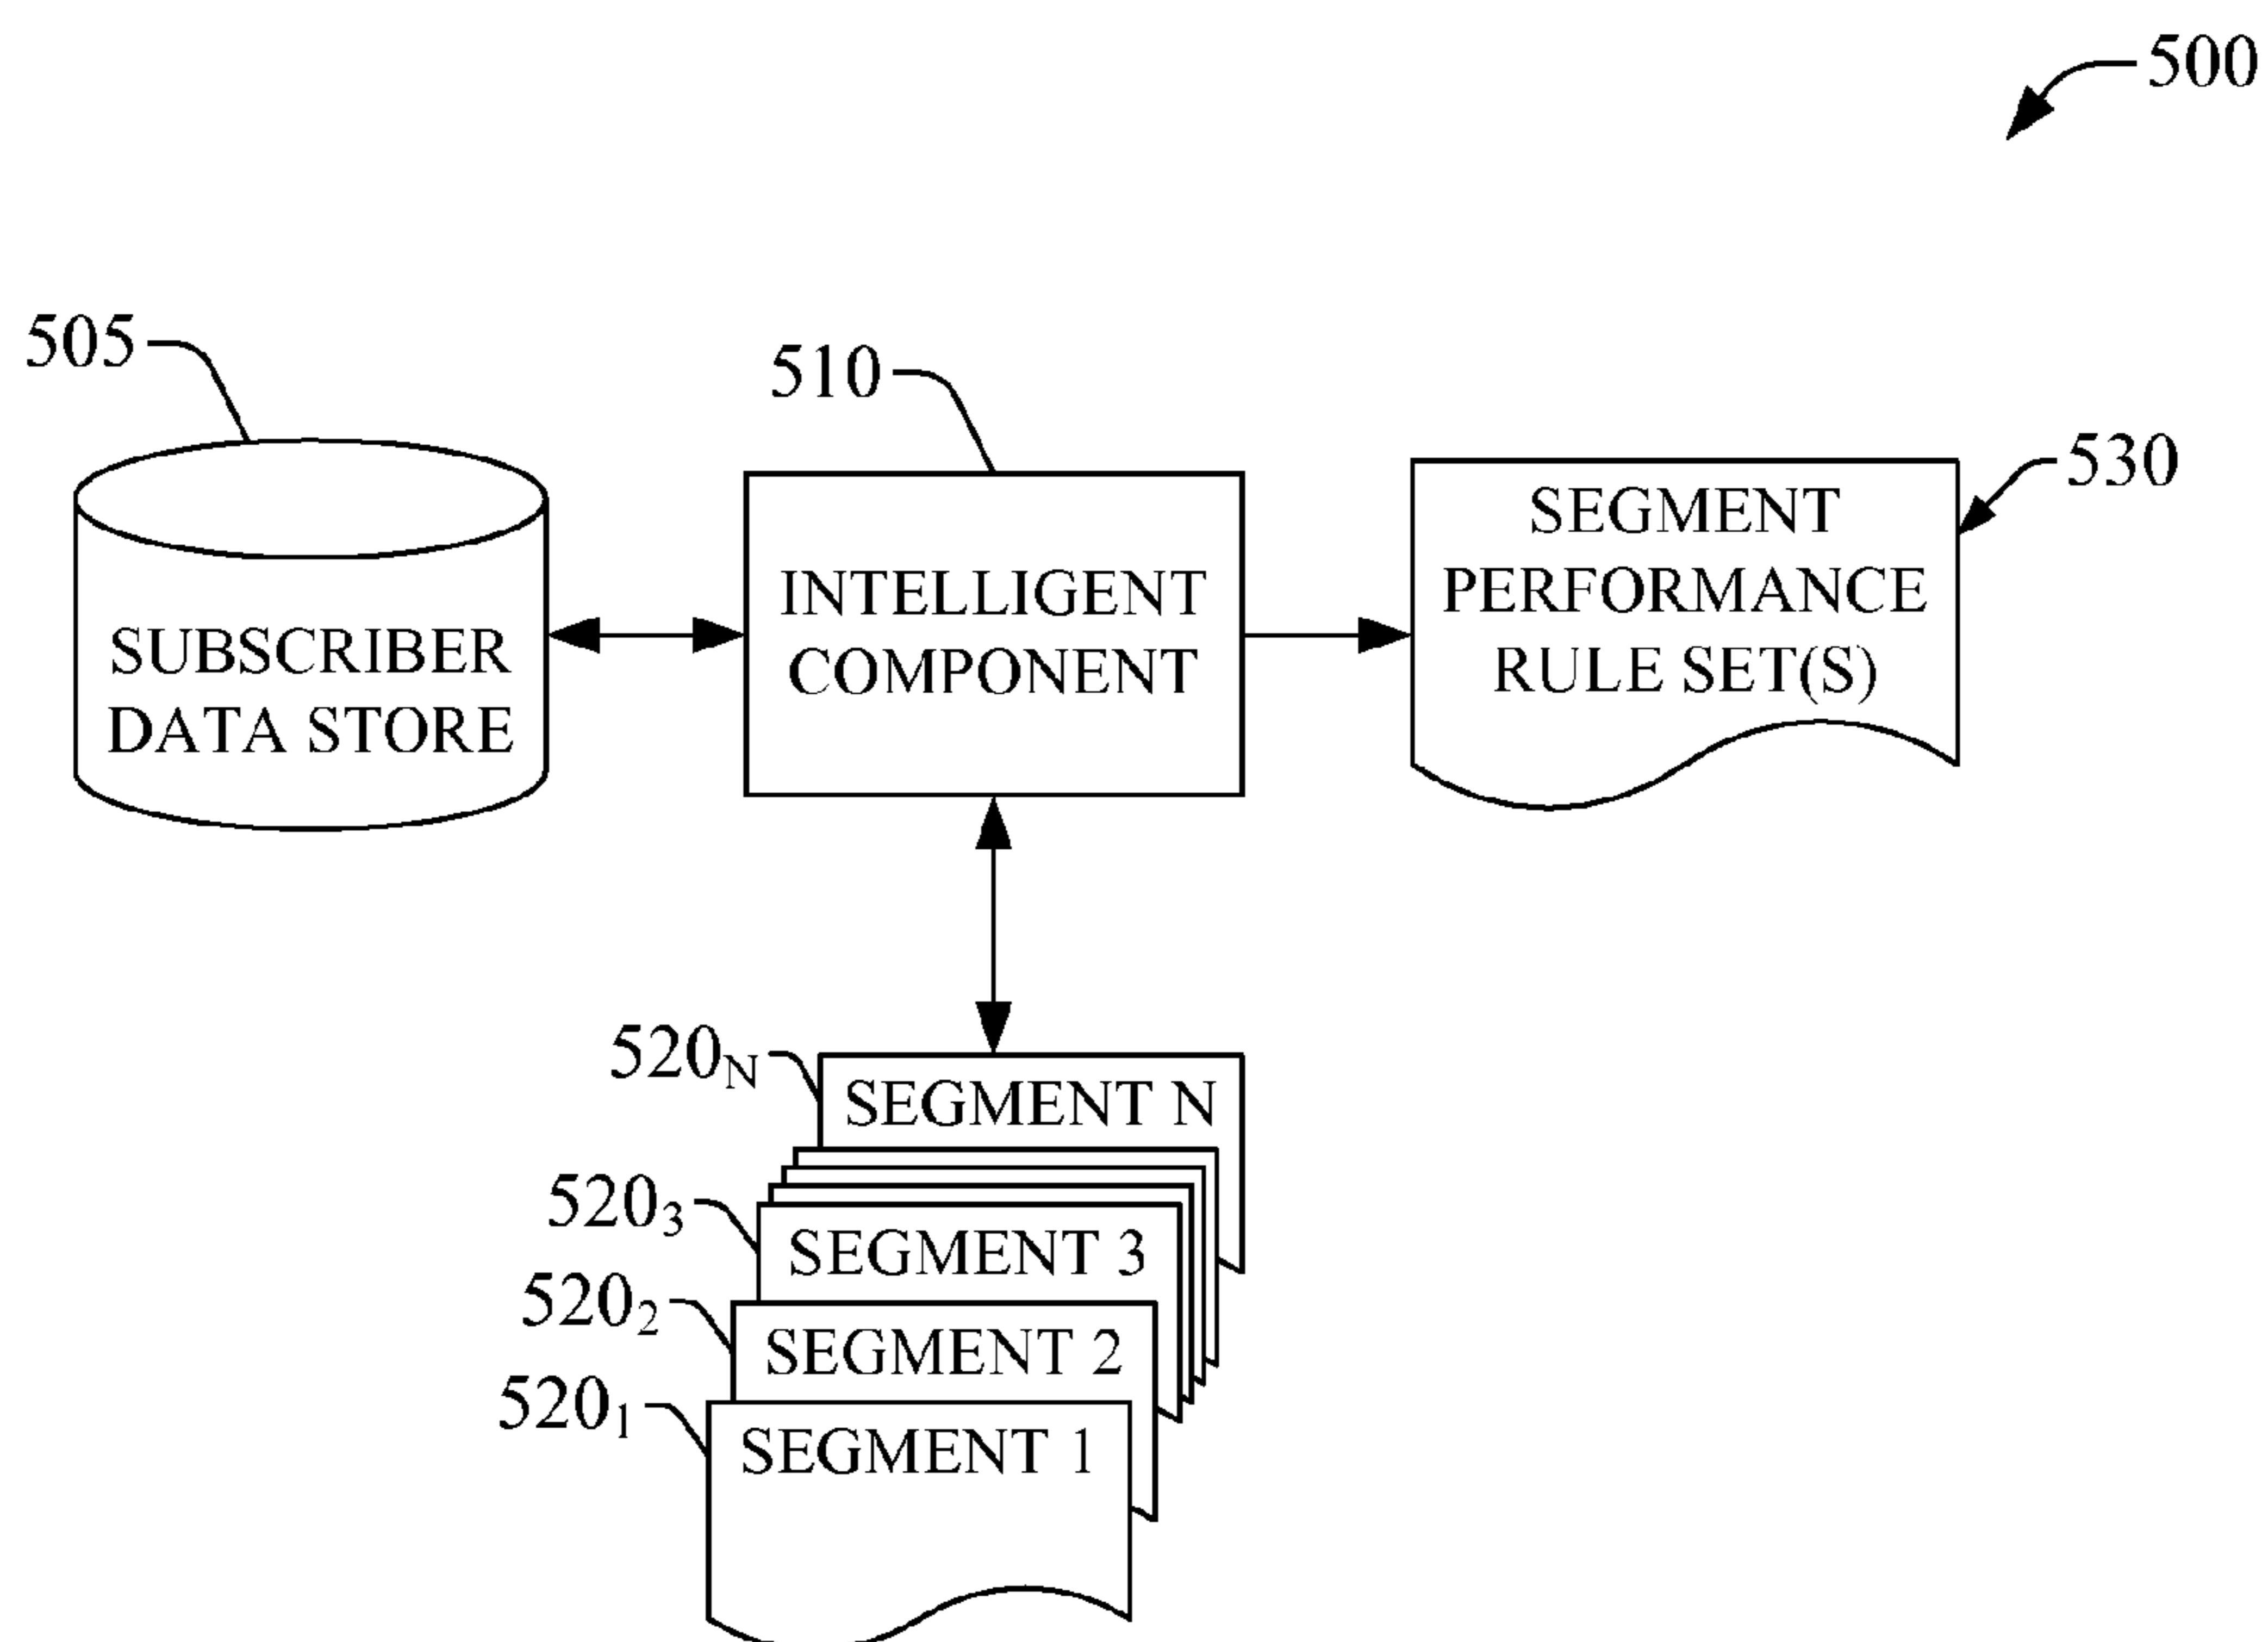 500
505
510
530
SUBSCRIBER
DATA STORE
INTELLIGENT
COMPONENT
SEGMENT
PERFORMANCE
RULE SET(S)
520N
SEGMENT N
5203
SEGMENT 3
5202
SEGMENT 2
5201
SEGMENT 1